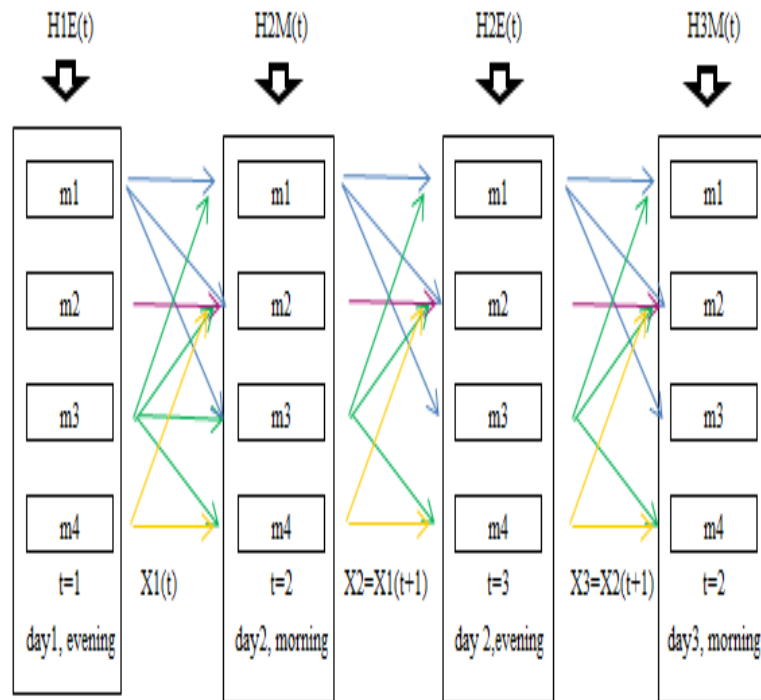 H1E(t) H2M(t) H2E(t) H3M(t)
m1 m1 m1 m1
m2 m2 m2 m2
m3 m3 m3 m3
m4 m4 m4 m4
t=1 X1(t) t=2 X2=X1(t+1) t=3 X3=X2(t+1) t=2
day1, evening day2, morning day 2,evening day3, morning